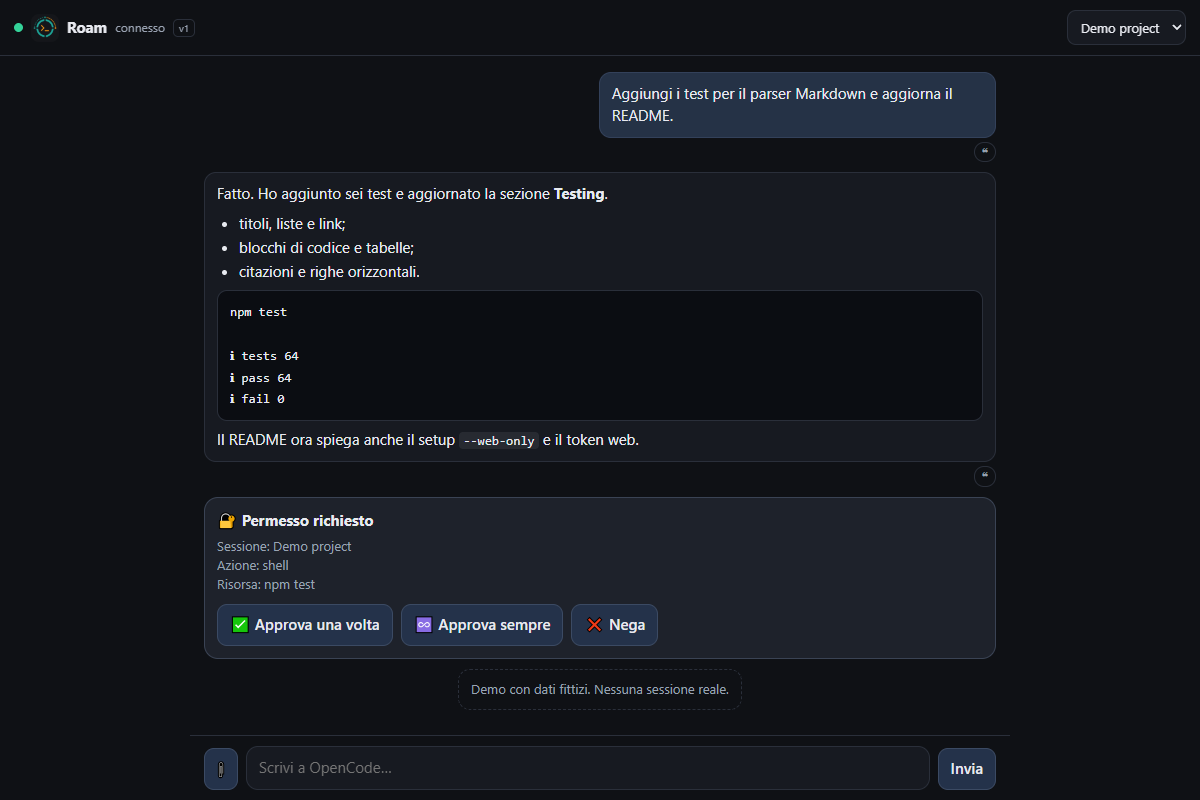 Roam connesso v1
Demo project
Aggiungi i test per il parser Markdown e aggiorna il
README.
❝
Fatto. Ho aggiunto sei test e aggiornato la sezione Testing.
• titoli, liste e link;
• blocchi di codice e tabelle;
• citazioni e righe orizzontali.
npm test
ℹ tests 64
ℹ pass 64
ℹ fail 0
Il README ora spiega anche il setup --web-only e il token web.
❝
🔐 Permesso richiesto
Sessione: Demo project
Azione: shell
Risorsa: npm test
✅ Approva una volta
♾ Approva sempre
❌ Nega
Demo con dati fittizi. Nessuna sessione reale.
Scrivi a OpenCode...
Invia